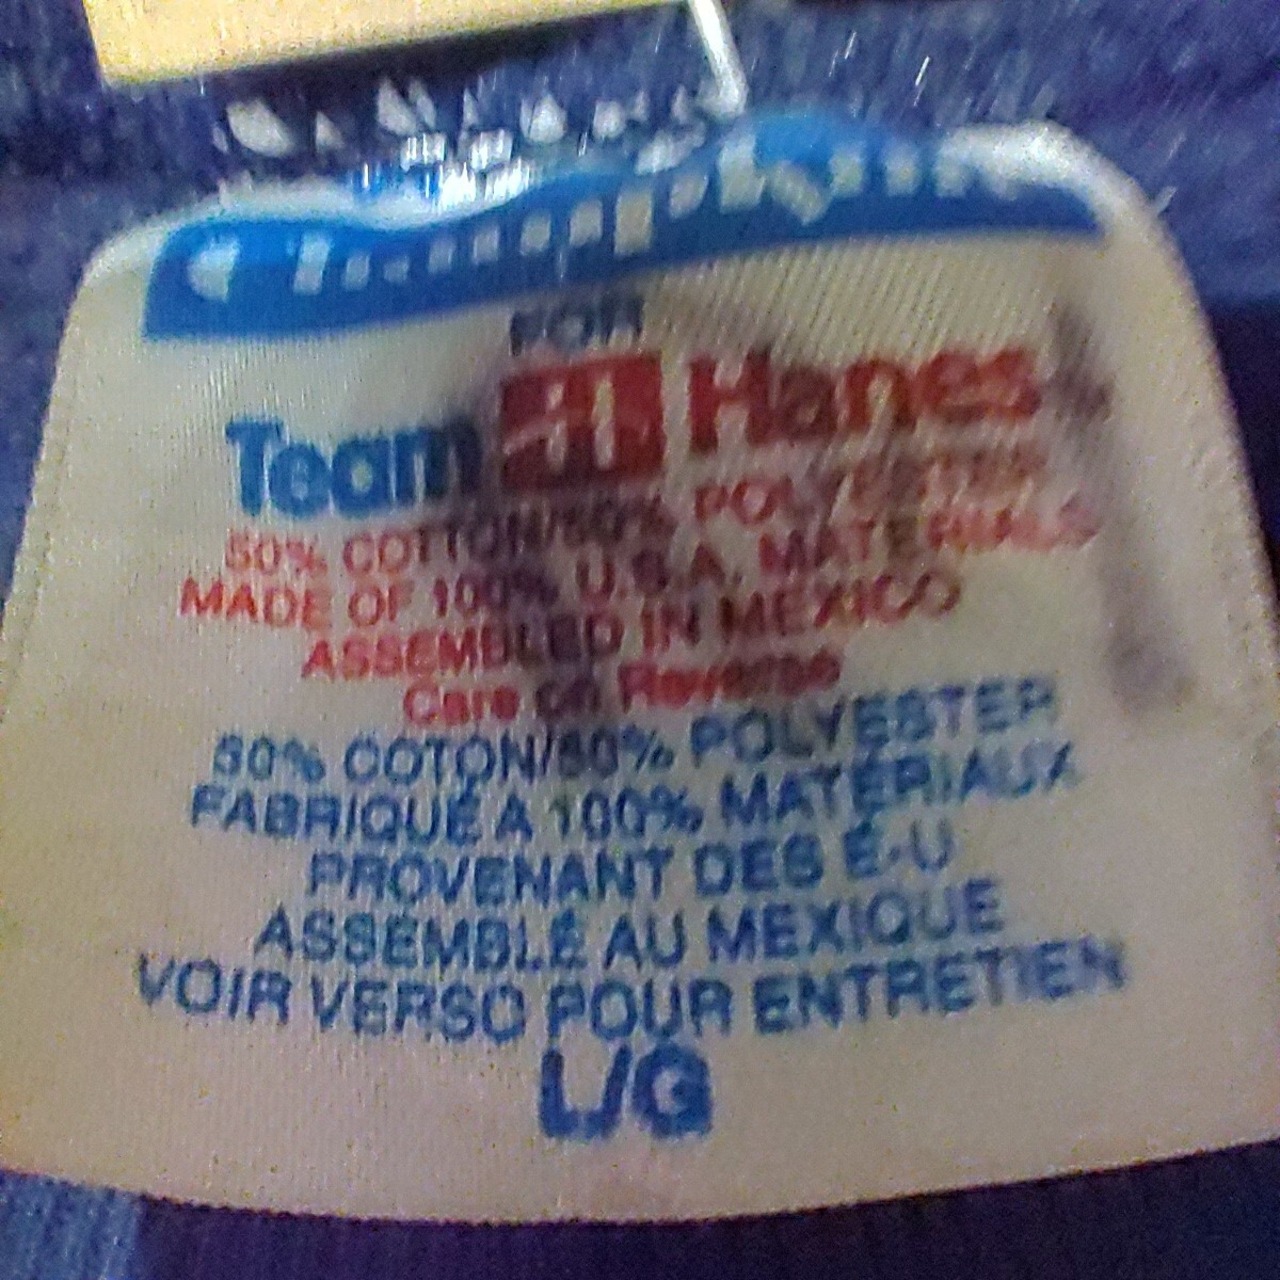 FOR
Team H Hanes
50% COTTON/50% POLYESTER
MADE OF 100% U.S.A. MATERIALS
ASSEMBLED IN MEXICO
Care on Reverse
50% COTON/50% POLYESTER
FABRIQUÉ A 100% MATÉRIAUX
PROVENANT DES É-U
ASSEMBLÉ AU MEXIQUE
VOIR VERSO POUR ENTRETIEN
L/G